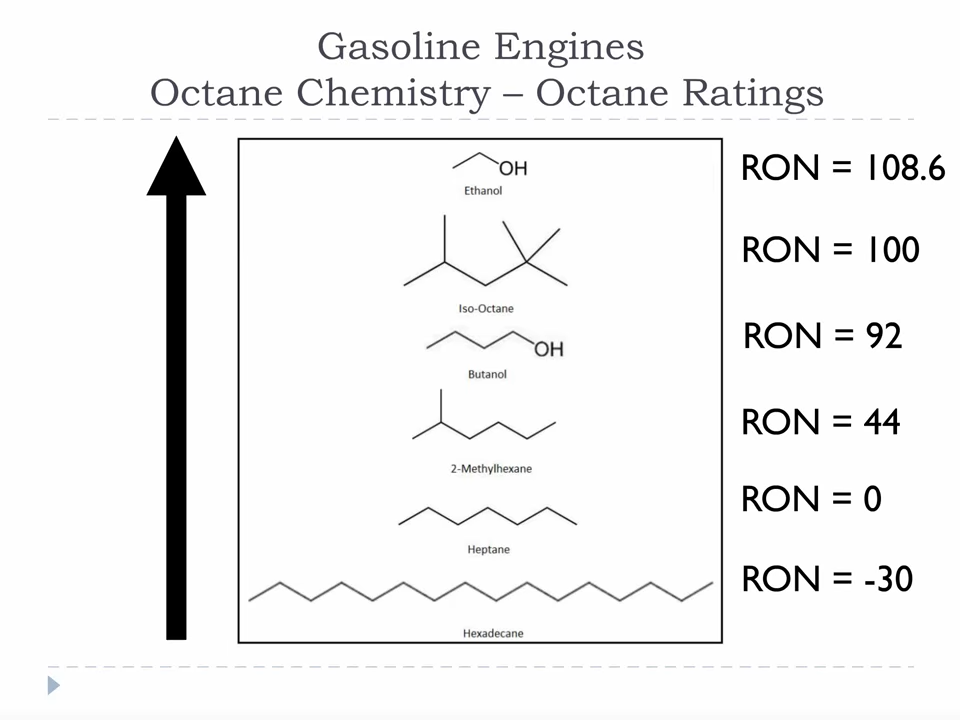 Gasoline Engines
Octane Chemistry – Octane Ratings
OH
Ethanol
RON = 108.6
Iso-Octane
RON = 100
OH
Butanol
RON = 92
2-Methylhexane
RON = 44
Heptane
RON = 0
Hexadecane
RON = -30